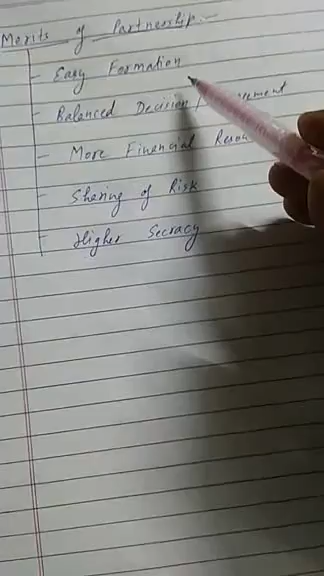 Merits of Partnership:-
- Easy Formation
- Balanced Decision /
- More Financial
- Sharing of Risk
- Higher Secracy